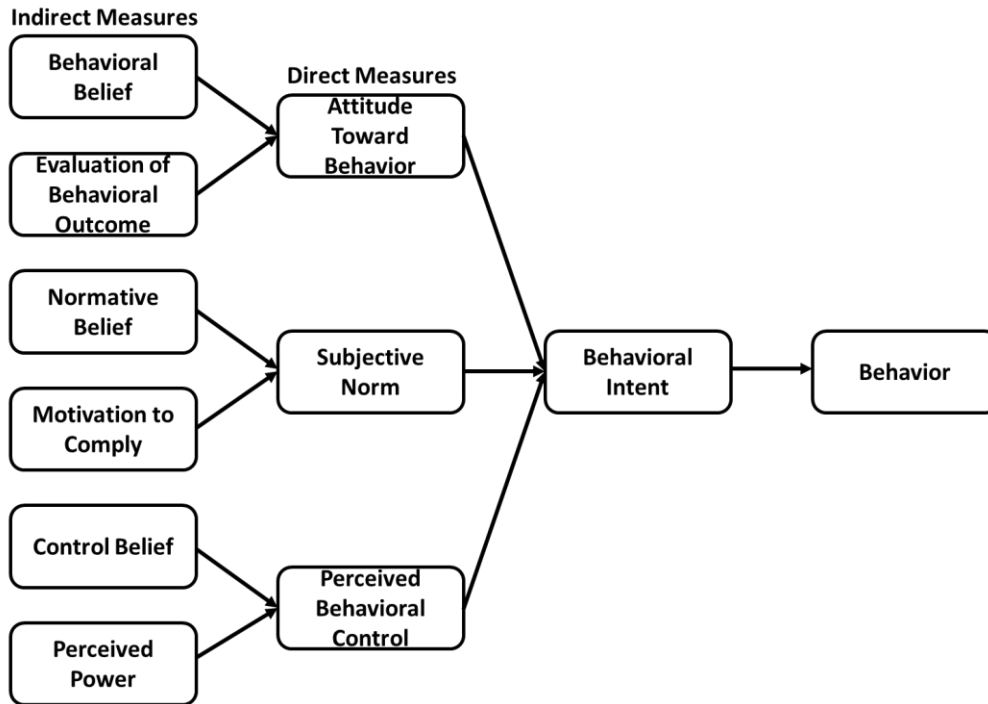 Indirect Measures
Behavioral
Belief
Evaluation of
Behavioral
Outcome
Normative
Belief
Motivation to
Comply
Control Belief
Perceived
Power
Direct Measures
Attitude
Toward
Behavior
Subjective
Norm
Perceived
Behavioral
Control
Behavioral
Intent
Behavior